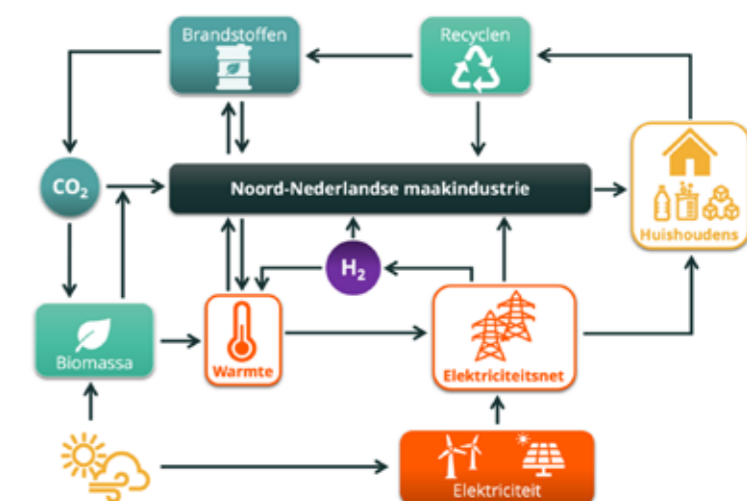 Brandstoffen
Recyclen
CO₂
Noord-Nederlandse maakindustrie
Huishoudens
H₂
Biomassa
Warmte
Elektriciteitsnet
Elektriciteit